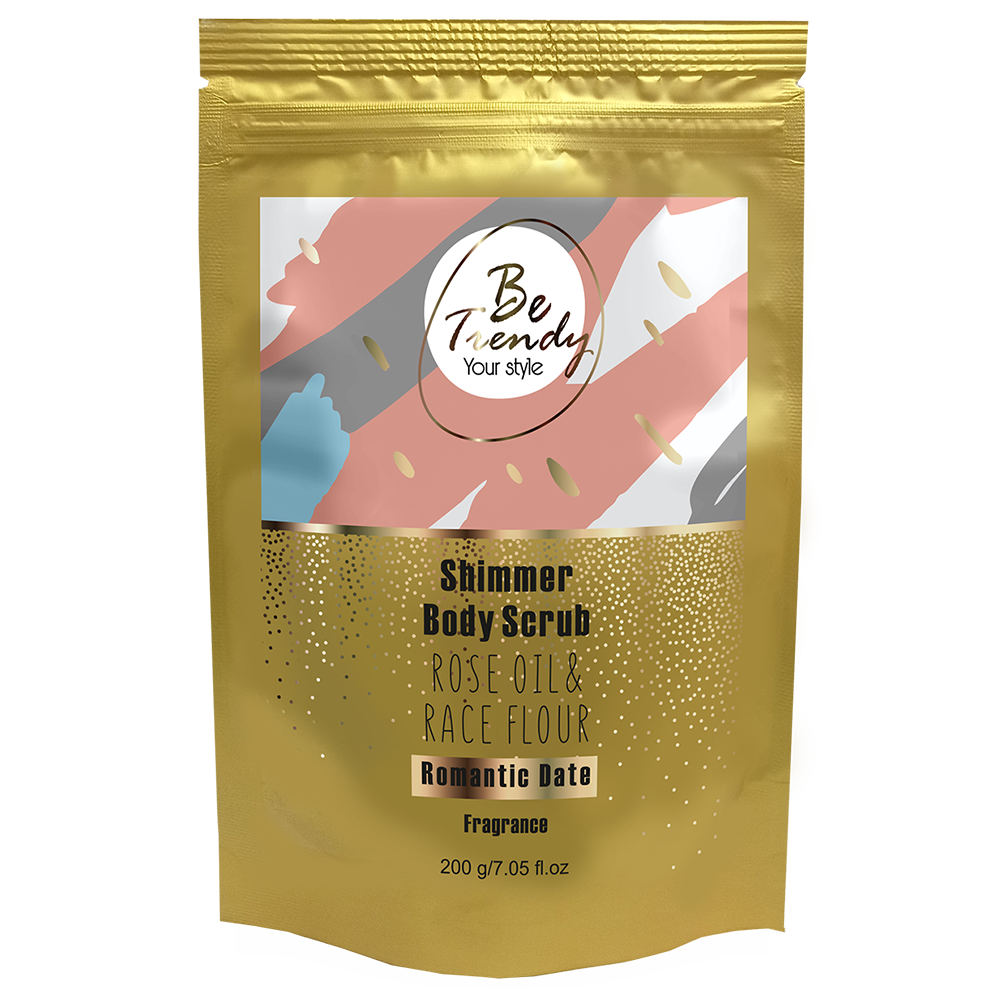 Be
Trendy
Your style
Shimmer
Body Scrub
ROSE OIL&
RACE FLOUR
Romantic Date
Fragrance
200 g/7.05 fl.oz